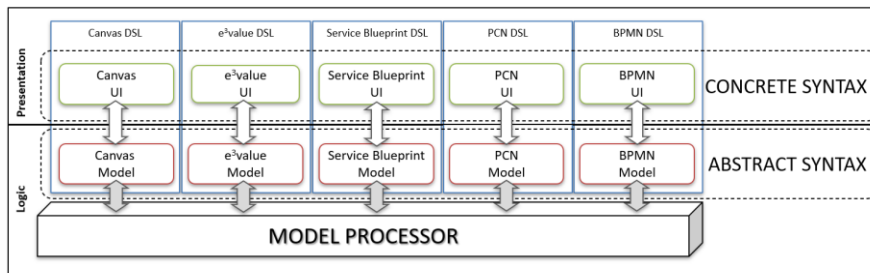 Canvas DSL
e³value DSL
Service Blueprint DSL
PCN DSL
BPMN DSL
Presentation
Canvas
UI
e³value
UI
Service Blueprint
UI
PCN
UI
BPMN
UI
CONCRETE SYNTAX
Logic
Canvas
Model
e³value
Model
Service Blueprint
Model
PCN
Model
BPMN
Model
ABSTRACT SYNTAX
MODEL PROCESSOR